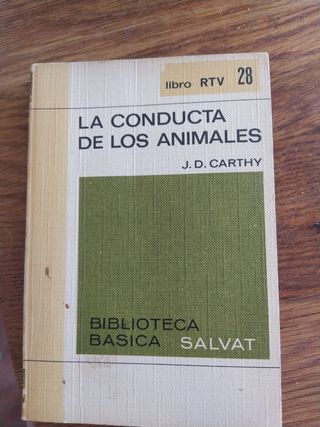 libro RTV 28
LA CONDUCTA
DE LOS ANIMALES
J. D. CARTHY
BIBLIOTECA
BASICA SALVAT